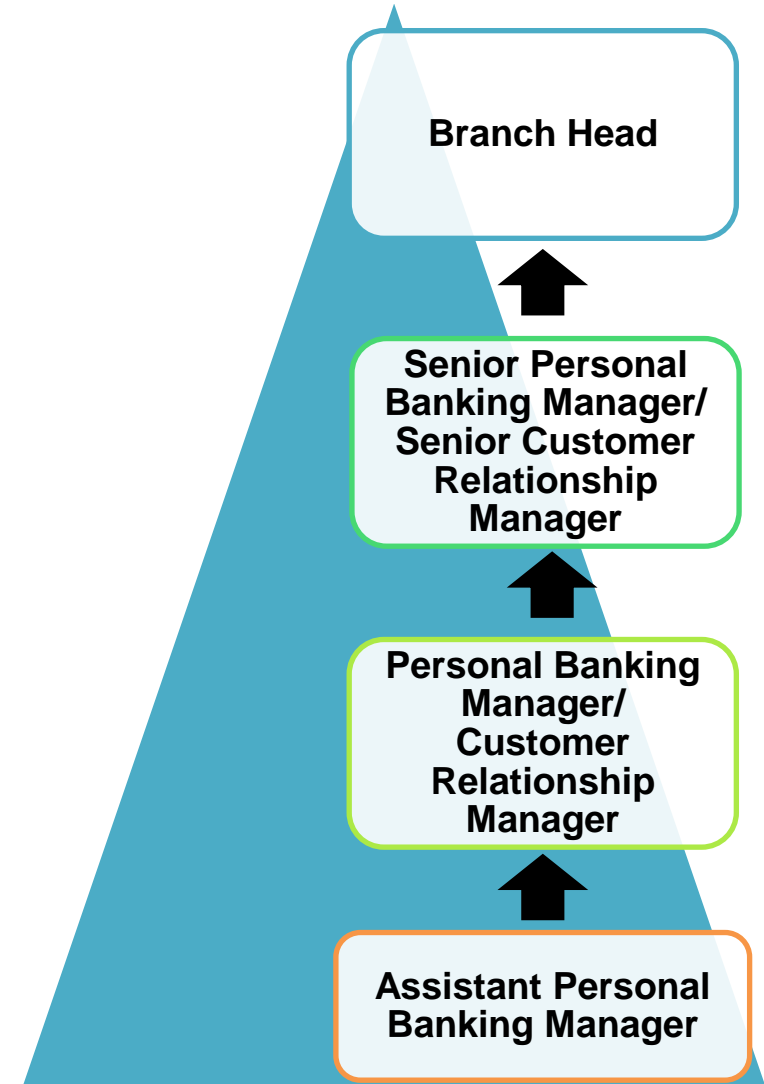 Branch Head
Senior Personal
Banking Manager/
Senior Customer
Relationship
Manager
Personal Banking
Manager/
Customer
Relationship
Manager
Assistant Personal
Banking Manager